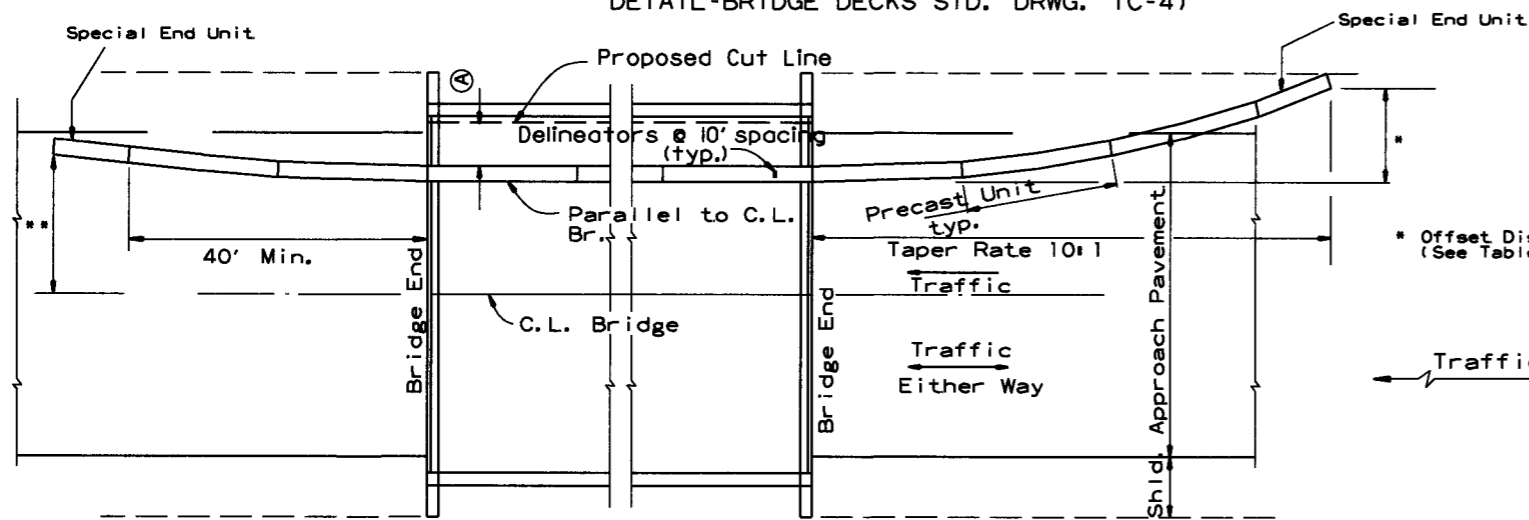 DETAIL-BRIDGE DECKS STD. DRWG. TC-4)
Special End Unit
Special End Unit
A
Proposed Cut Line
Delineators @ 10' spacing
(typ.)
*
**
Parallel to C.L.
Br.
Precast Unit
typ.
40' Min.
Taper Rate 10:1
* Offset Dis
(See Table
Traffic
C.L. Bridge
Bridge End
Bridge End
Traffic
Either Way
Approach Pavement
Shld.
Traffic